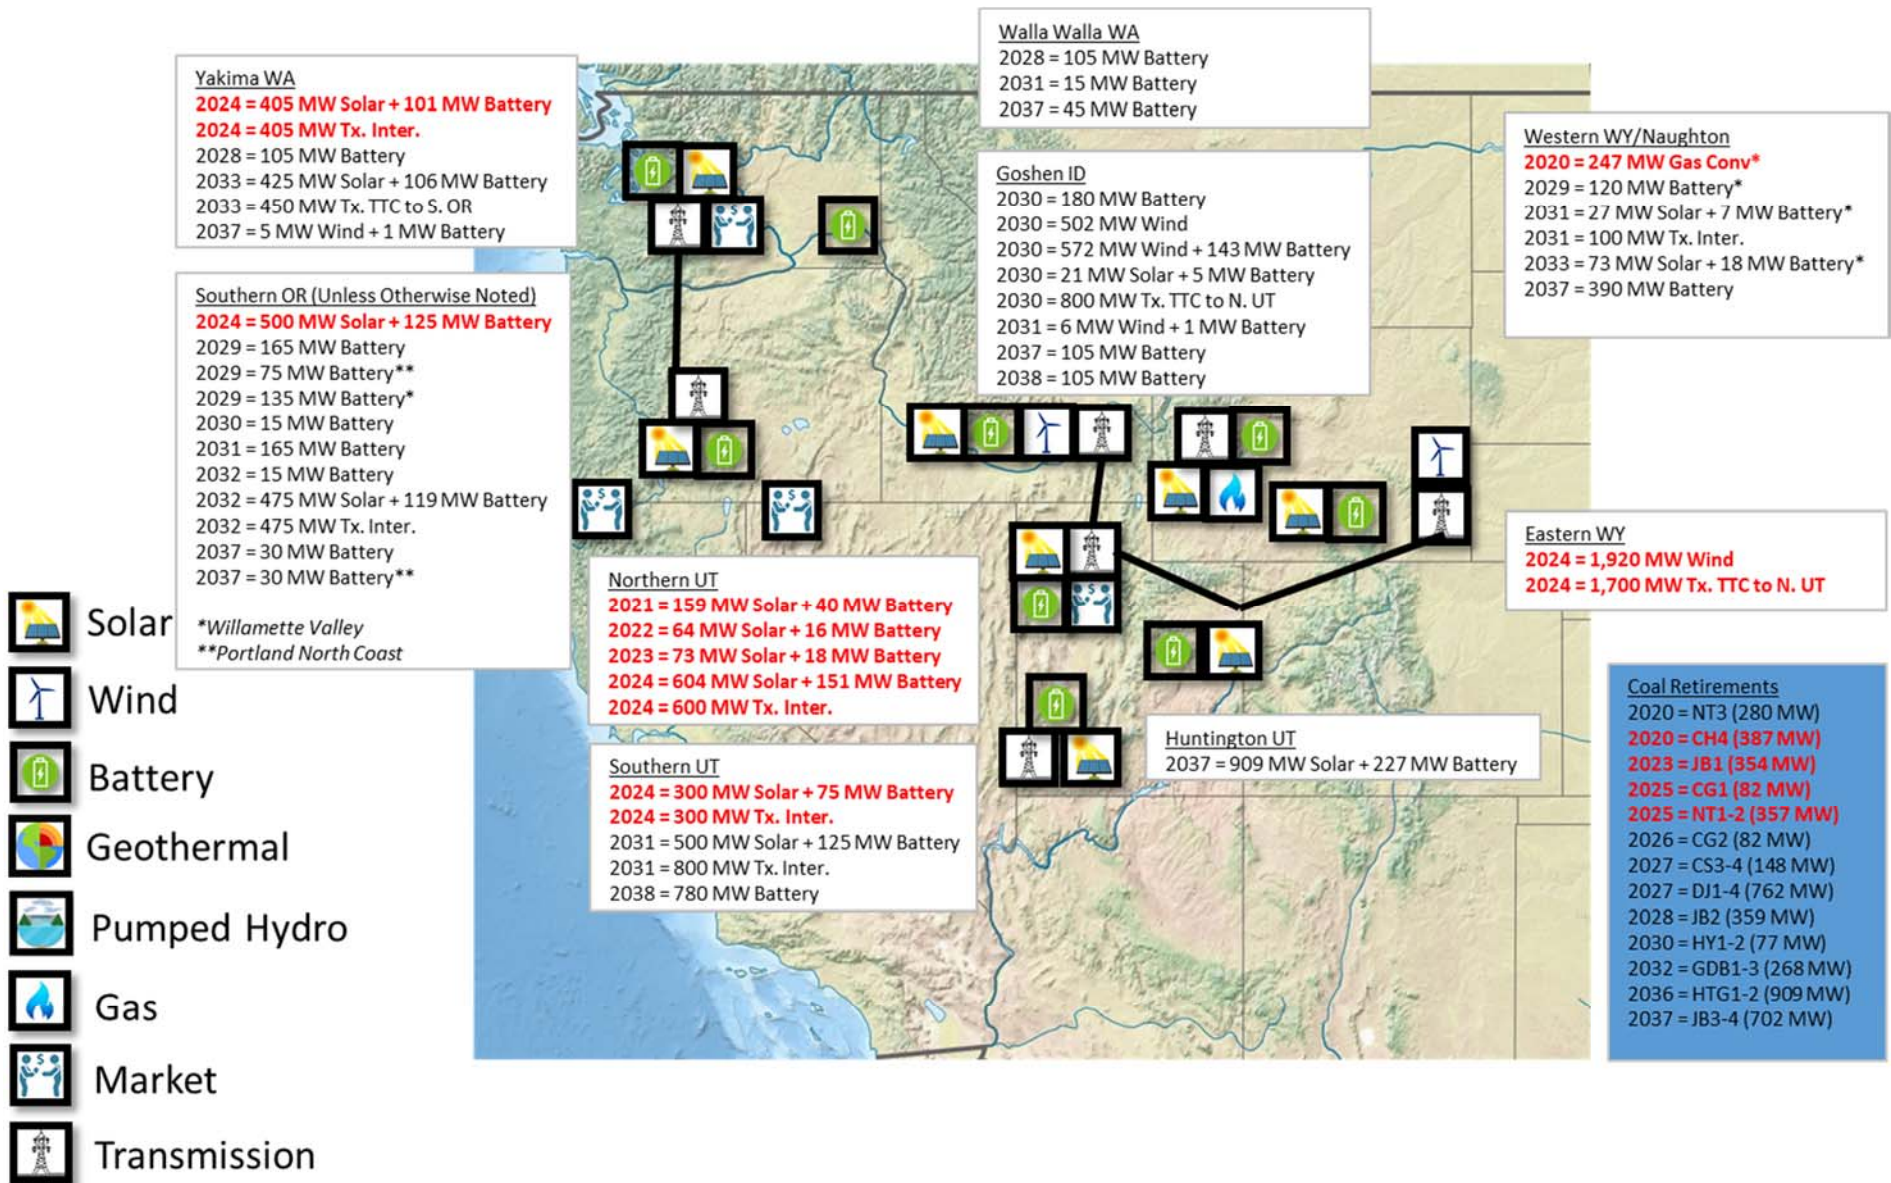 Yakima WA
2024 = 405 MW Solar + 101 MW Battery
2024 = 405 MW Tx. Inter.
2028 = 105 MW Battery
2033 = 425 MW Solar + 106 MW Battery
2033 = 450 MW Tx. TTC to S. OR
2037 = 5 MW Wind + 1 MW Battery
Walla Walla WA
2028 = 105 MW Battery
2031 = 15 MW Battery
2037 = 45 MW Battery
Western WY/Naughton
2020 = 247 MW Gas Conv*
2029 = 120 MW Battery*
2031 = 27 MW Solar + 7 MW Battery*
2031 = 100 MW Tx. Inter.
2033 = 73 MW Solar + 18 MW Battery*
2037 = 390 MW Battery
Goshen ID
2030 = 180 MW Battery
2030 = 502 MW Wind
2030 = 572 MW Wind + 143 MW Battery
2030 = 21 MW Solar + 5 MW Battery
2030 = 800 MW Tx. TTC to N. UT
2031 = 6 MW Wind + 1 MW Battery
2037 = 105 MW Battery
2038 = 105 MW Battery
Southern OR (Unless Otherwise Noted)
2024 = 500 MW Solar + 125 MW Battery
2029 = 165 MW Battery
2029 = 75 MW Battery**
2029 = 135 MW Battery*
2030 = 15 MW Battery
2031 = 165 MW Battery
2032 = 15 MW Battery
2032 = 475 MW Solar + 119 MW Battery
2032 = 475 MW Tx. Inter.
2037 = 30 MW Battery
2037 = 30 MW Battery**
*Willamette Valley
**Portland North Coast
Eastern WY
2024 = 1,920 MW Wind
2024 = 1,700 MW Tx. TTC to N. UT
Northern UT
2021 = 159 MW Solar + 40 MW Battery
2022 = 64 MW Solar + 16 MW Battery
2023 = 73 MW Solar + 18 MW Battery
2024 = 604 MW Solar + 151 MW Battery
2024 = 600 MW Tx. Inter.
Southern UT
2024 = 300 MW Solar + 75 MW Battery
2024 = 300 MW Tx. Inter.
2031 = 500 MW Solar + 125 MW Battery
2031 = 800 MW Tx. Inter.
2038 = 780 MW Battery
Huntington UT
2037 = 909 MW Solar + 227 MW Battery
Coal Retirements
2020 = NT3 (280 MW)
2020 = CH4 (387 MW)
2023 = JB1 (354 MW)
2025 = CG1 (82 MW)
2025 = NT1-2 (357 MW)
2026 = CG2 (82 MW)
2027 = CS3-4 (148 MW)
2027 = DJ1-4 (762 MW)
2028 = JB2 (359 MW)
2030 = HY1-2 (77 MW)
2032 = GDB1-3 (268 MW)
2036 = HTG1-2 (909 MW)
2037 = JB3-4 (702 MW)
Solar
Wind
Battery
Geothermal
Pumped Hydro
Gas
Market
Transmission